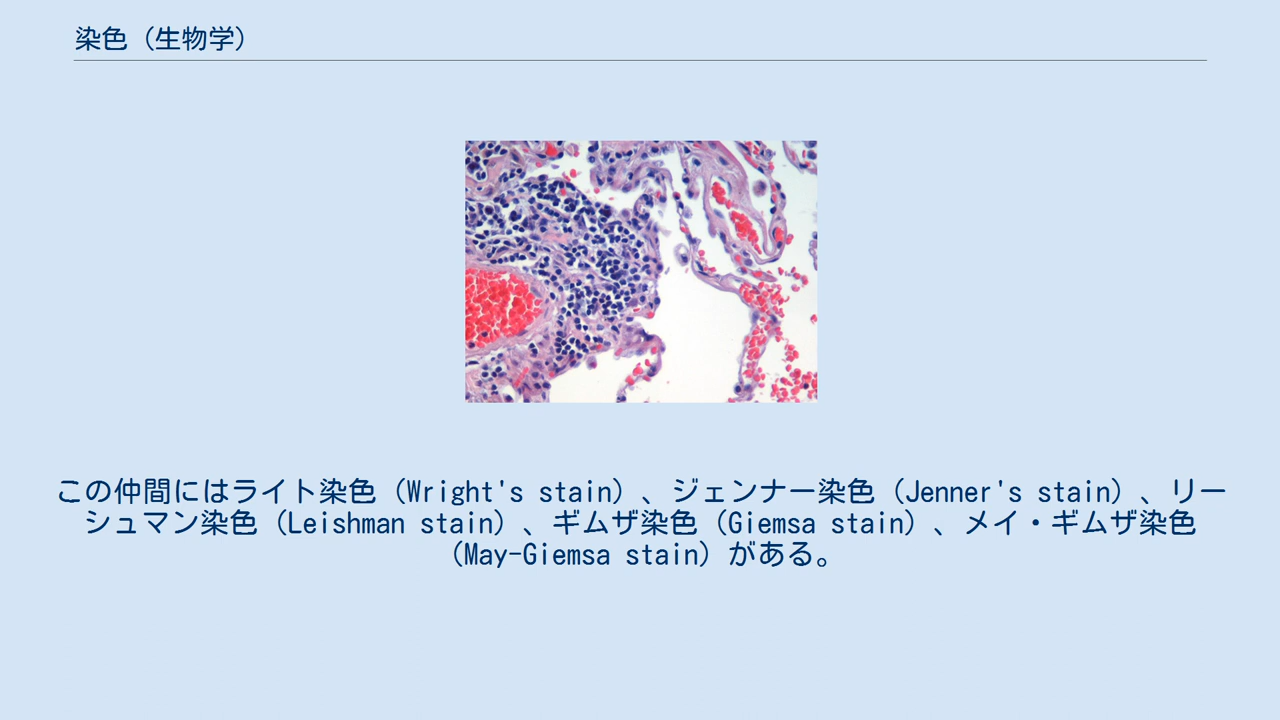 染色（生物学）
この仲間にはライト染色（Wright's stain）、ジェンナー染色（Jenner's stain）、リー
シュマン染色（Leishman stain）、ギムザ染色（Giemsa stain）、メイ・ギムザ染色
（May-Giemsa stain）がある。